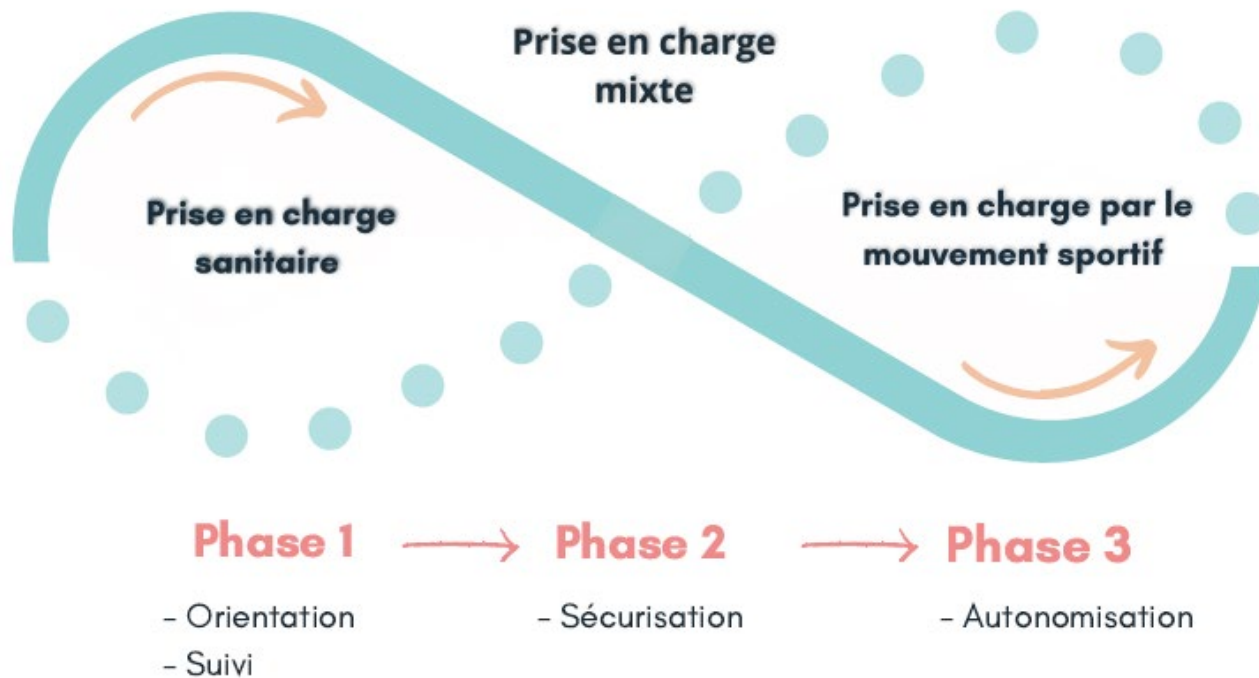 Prise en charge
mixte
Prise en charge
sanitaire
Prise en charge par le
mouvement sportif
Phase 1
Phase 2
Phase 3
- Orientation
- Suivi
- Sécurisation
- Autonomisation